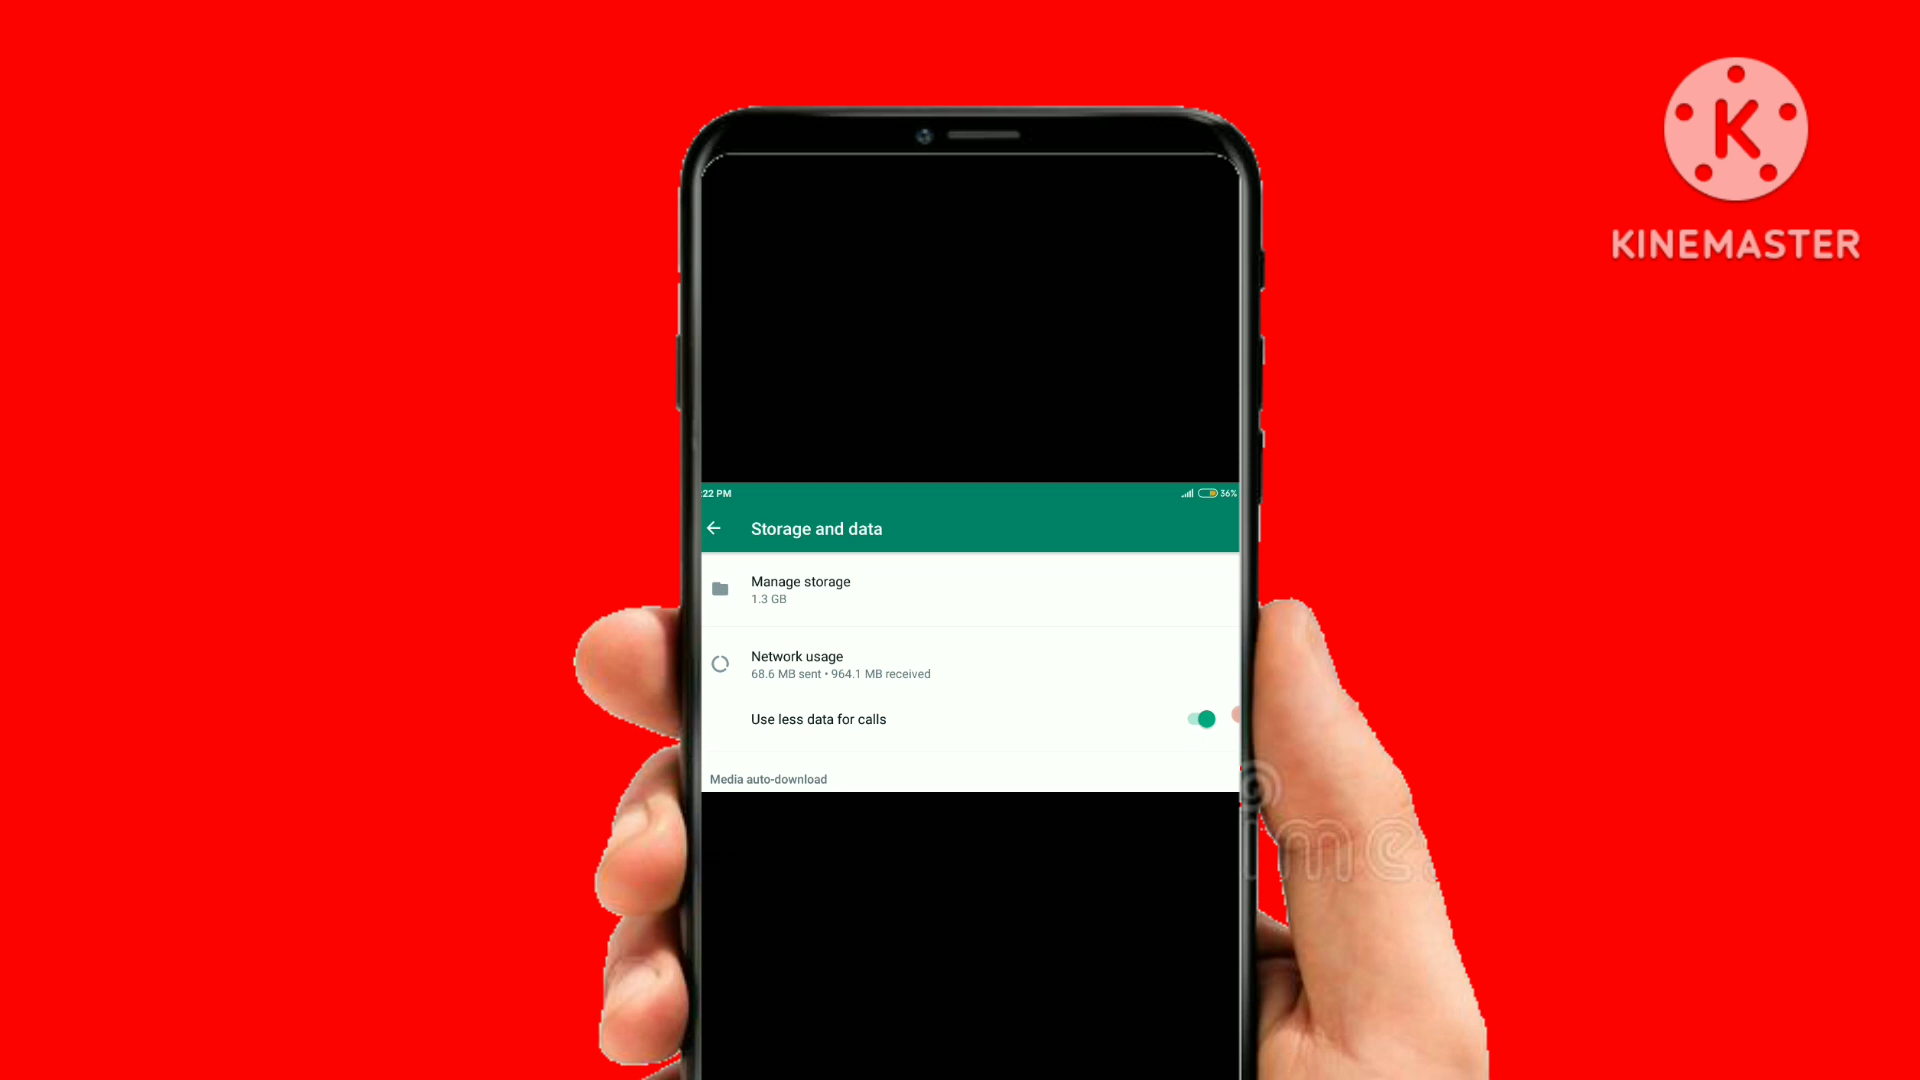 K
KINEMASTER
:22 PM 36%
Storage and data
Manage storage
1.3 GB
Network usage
68.6 MB sent • 964.1 MB received
Use less data for calls
Media auto-download